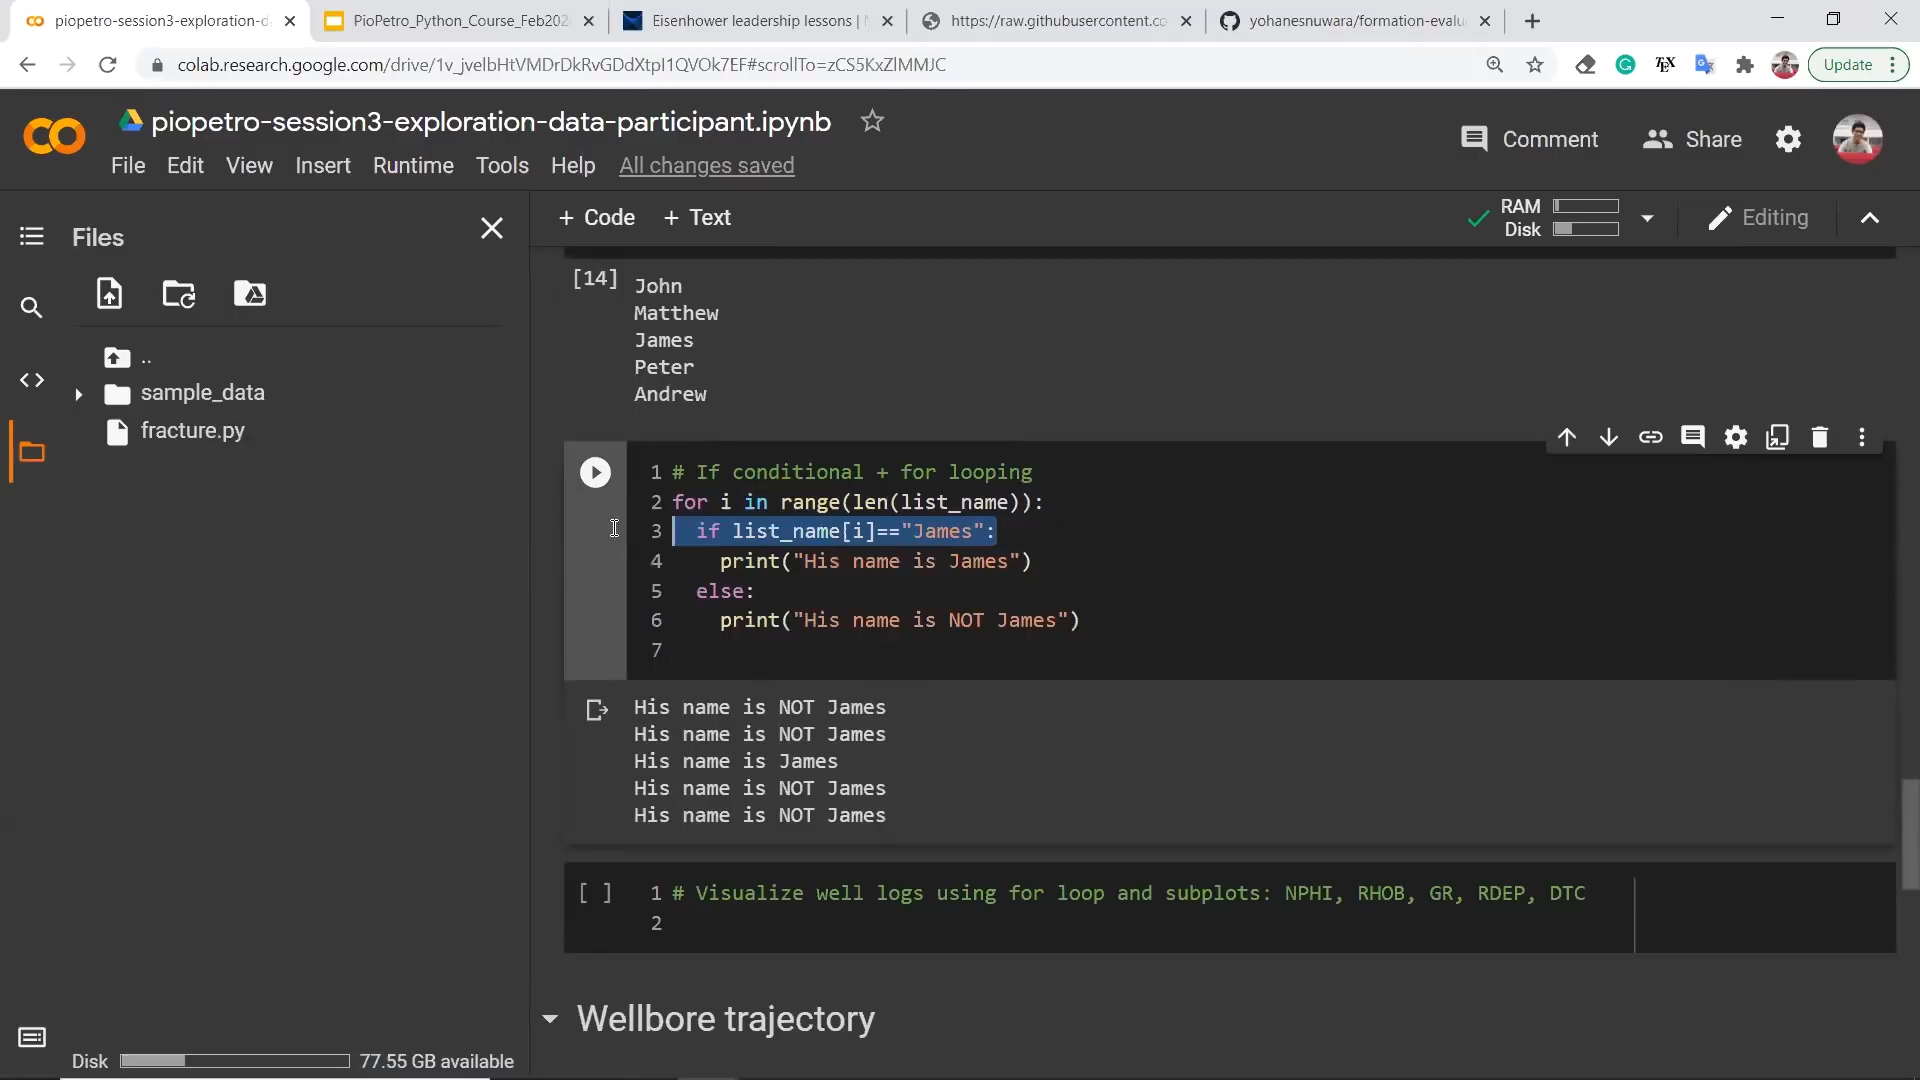 piopetro-session3-exploration-d
PioPetro_Python_Course_Feb202
Eisenhower leadership lessons |
https://raw.githubusercontent.co
yohanesnuwara/formation-evalu
colab.research.google.com/drive/1v_jvelbHtVMDrDkRvGDdXtpI1QVOk7EF#scrollTo=zCS5KxZlMMJC
Update
piopetro-session3-exploration-data-participant.ipynb
Comment
Share
File Edit View Insert Runtime Tools Help All changes saved
Files
+ Code + Text
RAM
Disk
Editing
..
sample_data
fracture.py
[14]
John
Matthew
James
Peter
Andrew
1 # If conditional + for looping
2 for i in range(len(list_name)):
3 if list_name[i]=="James":
4 print("His name is James")
5 else:
6 print("His name is NOT James")
7
His name is NOT James
His name is NOT James
His name is James
His name is NOT James
His name is NOT James
[ ] 1 # Visualize well logs using for loop and subplots: NPHI, RHOB, GR, RDEP, DTC
2
Wellbore trajectory
Disk 77.55 GB available